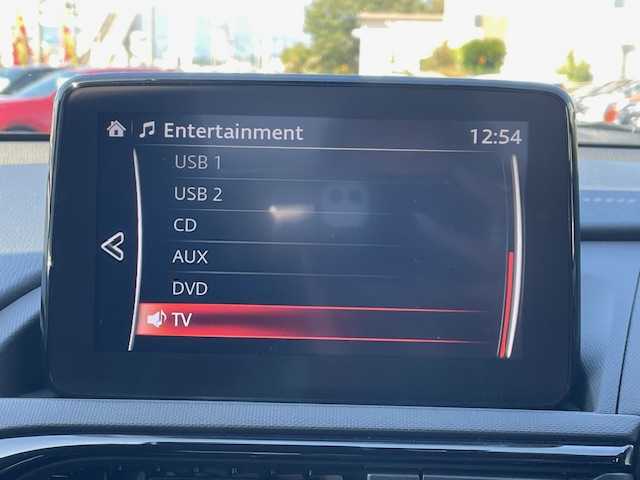 Entertainment 12:54
USB 1
USB 2
CD
AUX
DVD
TV